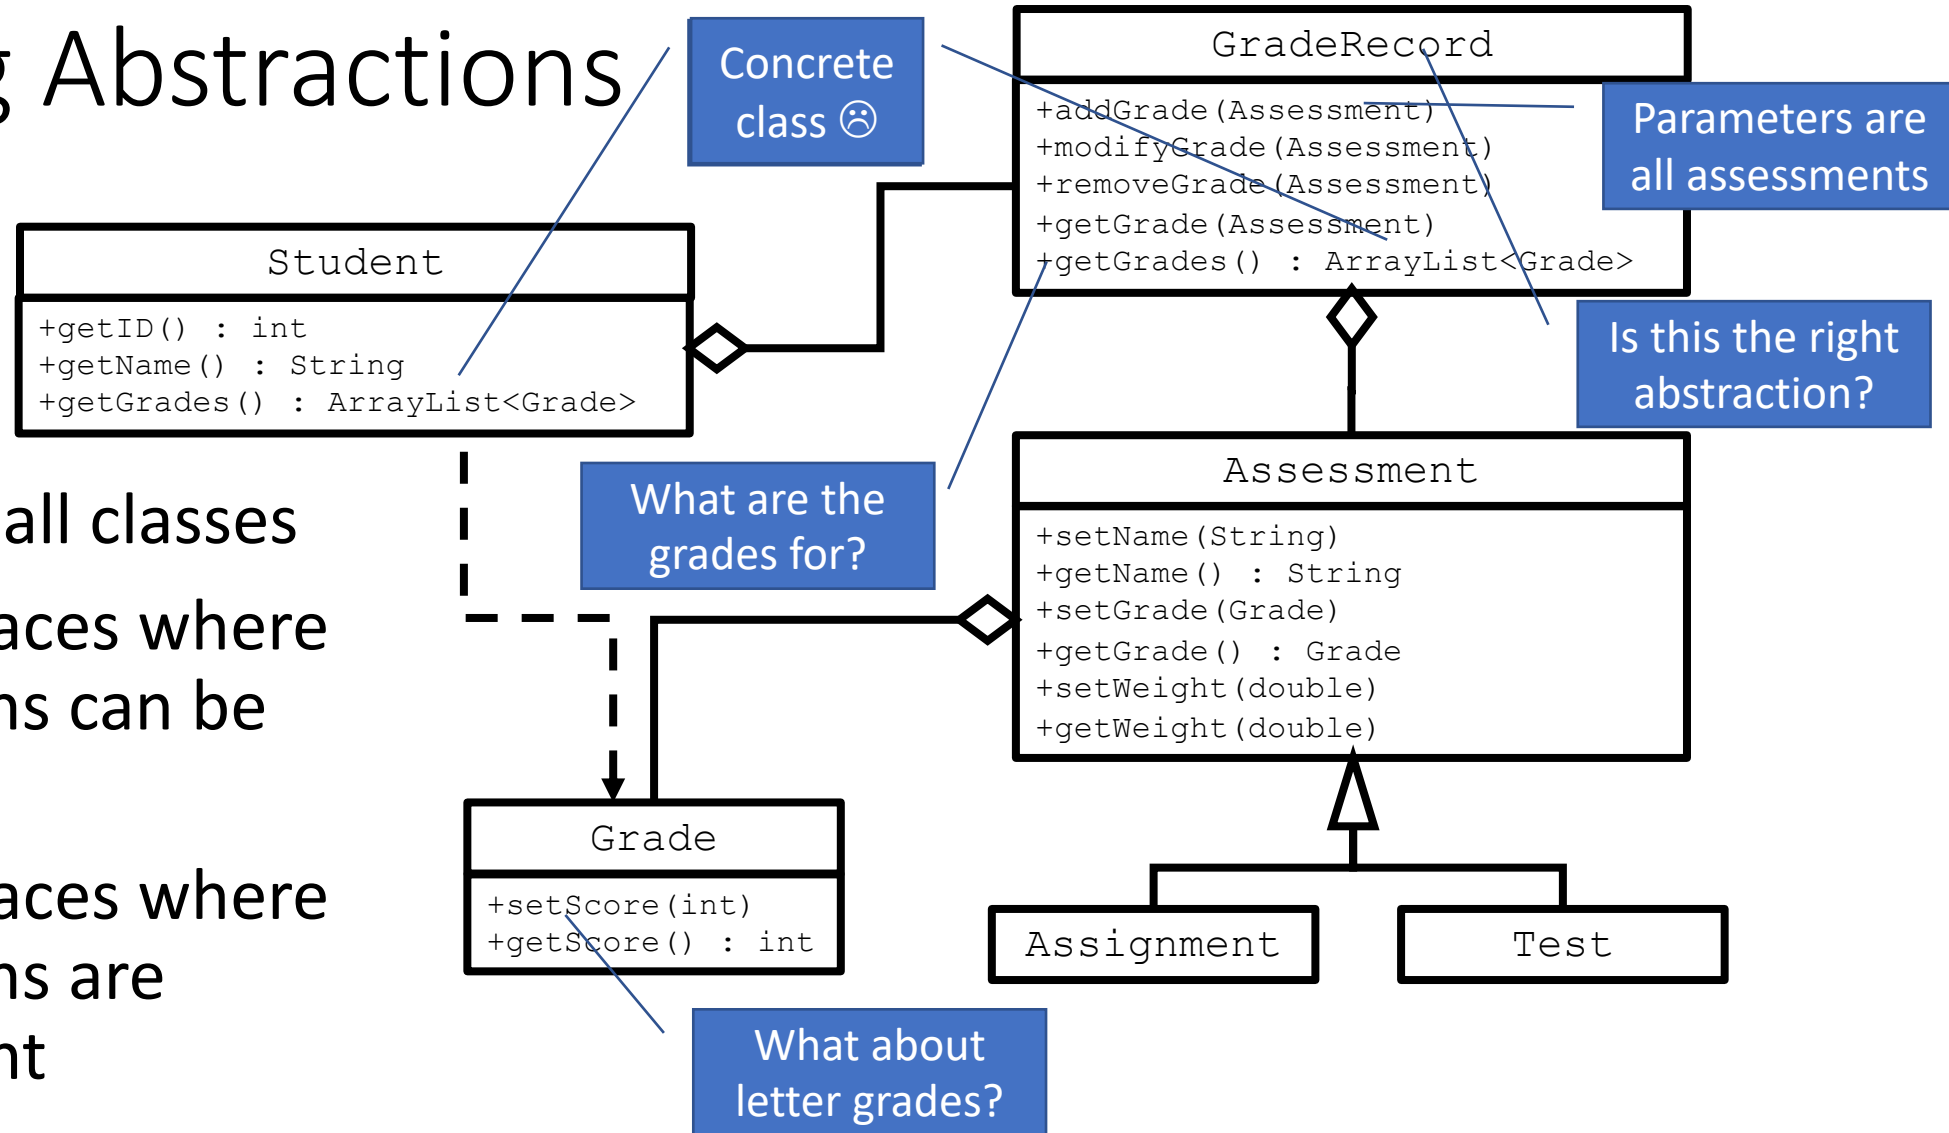 g Abstractions
all classes
aces where
ns can be
aces where
ns are
nt
Concrete
class ☹
GradeRecord
+addGrade(Assessment)
+modifyGrade(Assessment)
+removeGrade(Assessment)
+getGrade(Assessment)
+getGrades() : ArrayList<Grade>
Parameters are
all assessments
Student
+getID() : int
+getName() : String
+getGrades() : ArrayList<Grade>
Is this the right
abstraction?
What are the
grades for?
Assessment
+setName(String)
+getName() : String
+setGrade(Grade)
+getGrade() : Grade
+setWeight(double)
+getWeight(double)
Grade
+setScore(int)
+getScore() : int
Assignment
Test
What about
letter grades?